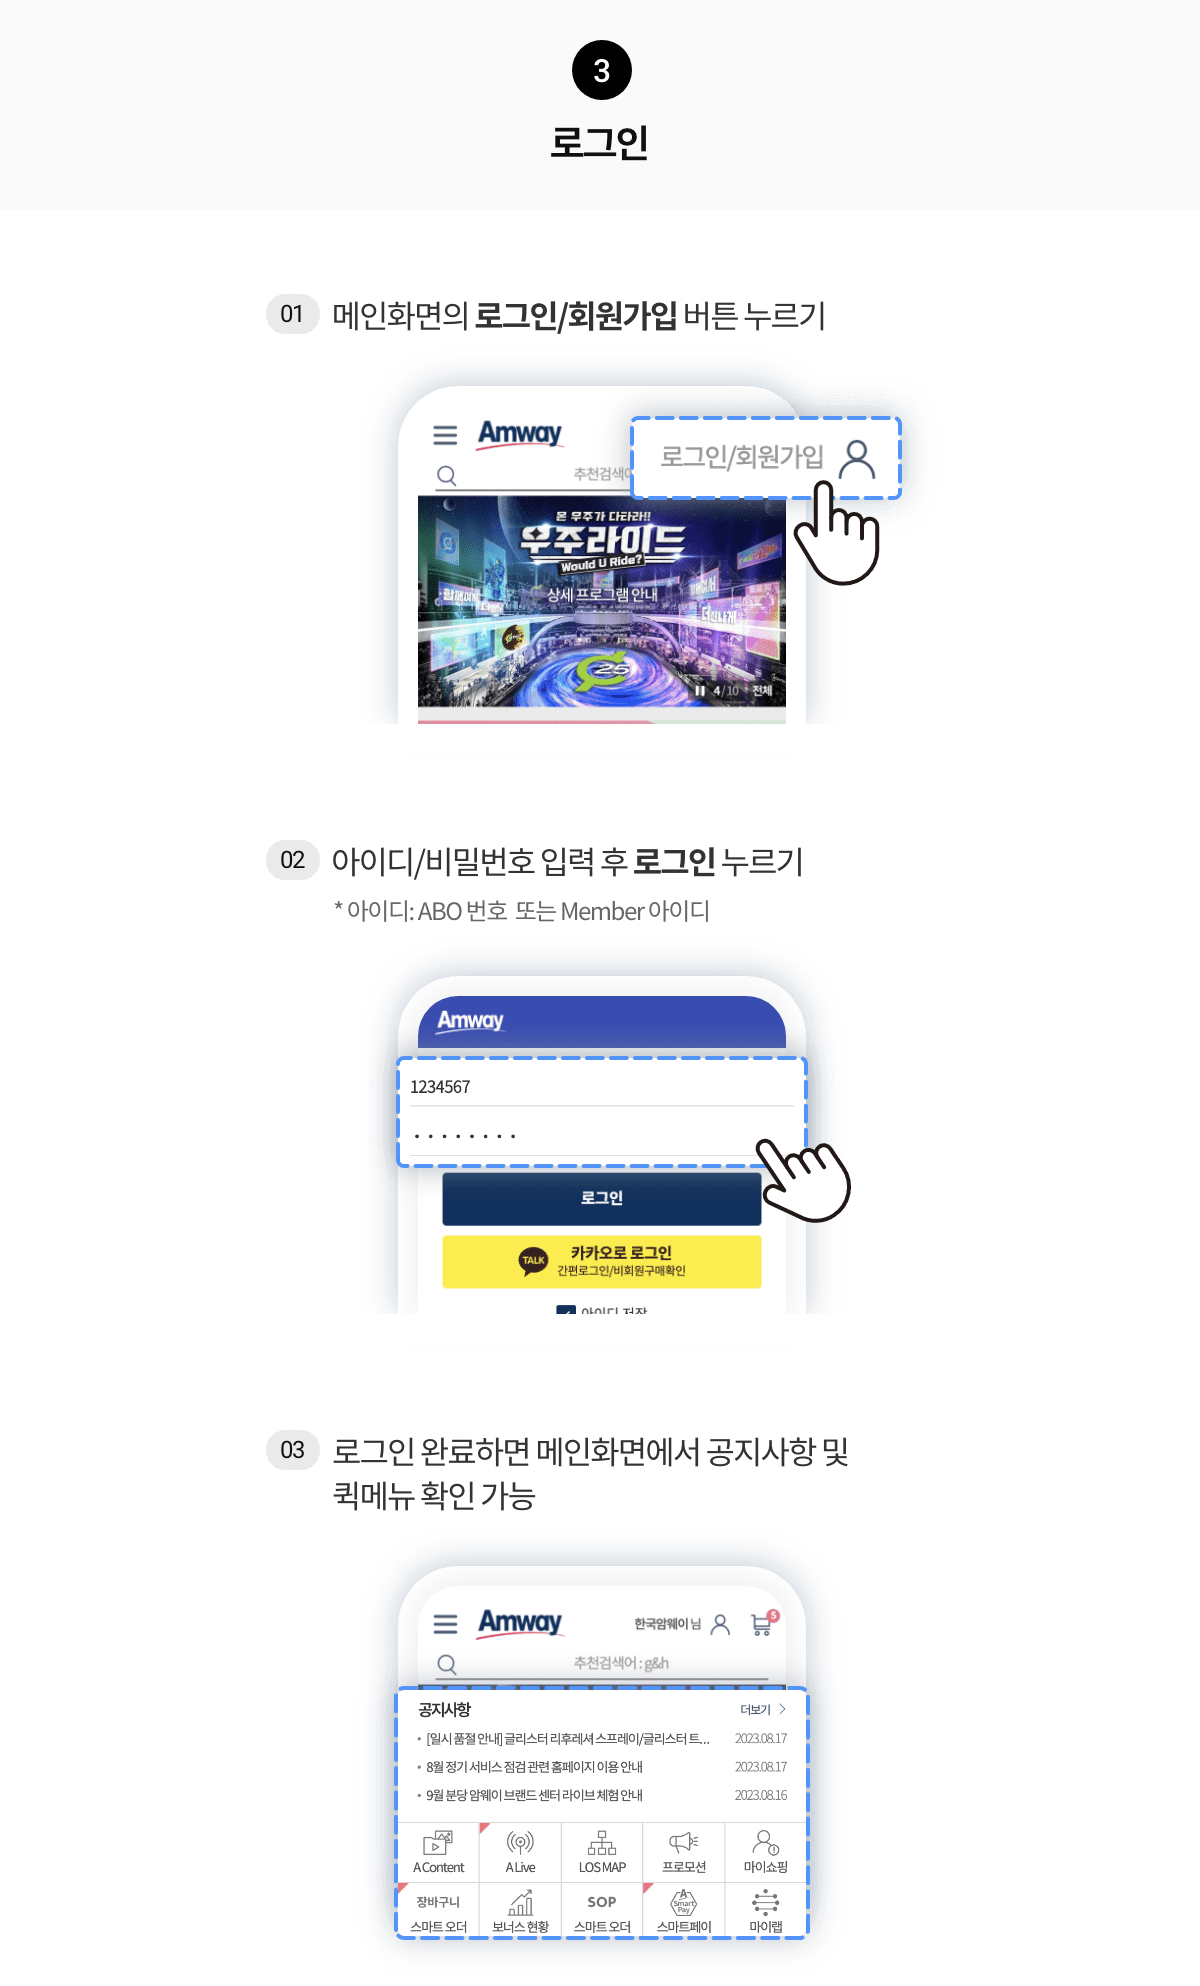 3
로그인
01 메인화면의 로그인/회원가입 버튼 누르기
Amway
로그인/회원가입
추천검색어
온 우주가 다타라!!
우주라이드
Would U Ride?
상세 프로그램 안내
함께여서
더신나게
25
4/10 + 전체
02 아이디/비밀번호 입력 후 로그인 누르기
* 아이디: ABO 번호 또는 Member 아이디
Amway
1234567
........
로그인
TALK
카카오로 로그인
간편로그인/비회원구매확인
아이디 저장
03 로그인 완료하면 메인화면에서 공지사항 및
퀵메뉴 확인 가능
Amway
한국암웨이 님
5
추천검색어 : g&h
공지사항 더보기 >
• [일시 품절 안내] 글리스터 리후레셔 스프레이/글리스터 트... 2023.08.17
• 8월 정기 서비스 점검 관련 홈페이지 이용 안내 2023.08.17
• 9월 분당 암웨이 브랜드 센터 라이브 체험 안내 2023.08.16
A Content A Live LOS MAP 프로모션 마이쇼핑
장바구니 SOP A Smart Pay
스마트 오더 보너스 현황 스마트 오더 스마트페이 마이랩